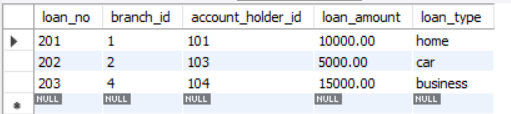 loan_no branch_id account_holder_id loan_amount loan_type
201 1 101 10000.00 home
202 2 103 5000.00 car
203 4 104 15000.00 business
NULL NULL NULL NULL NULL